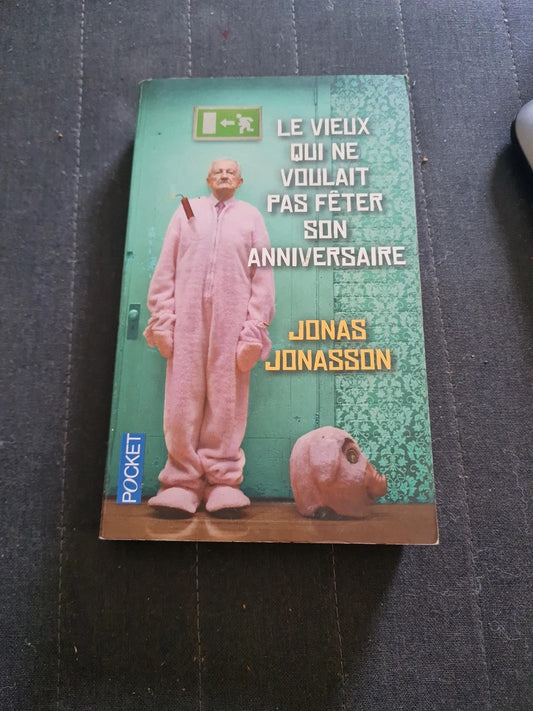 LE VIEUX
QUI NE
VOULAIT
PAS FÊTER
SON
ANNIVERSAIRE
JONAS
JONASSON
POCKET